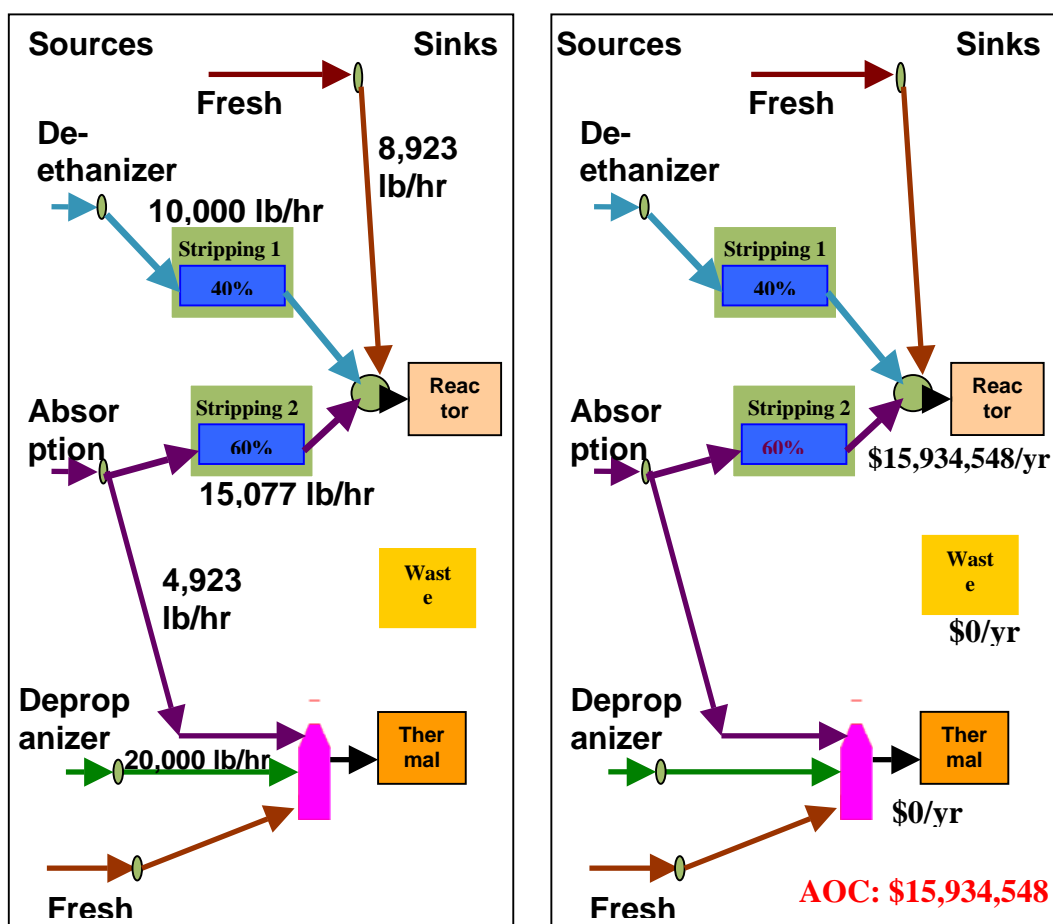 Sources Sinks
Fresh
De-
ethanizer
8,923
lb/hr
10,000 lb/hr
Stripping 1
40%
Reac
tor
Absor
ption
Stripping 2
60%
15,077 lb/hr
4,923
lb/hr
Wast
e
Deprop
anizer
20,000 lb/hr
Ther
mal
Fresh
Sources Sinks
Fresh
De-
ethanizer
Stripping 1
40%
Reac
tor
Absor
ption
Stripping 2
60%
$15,934,548/yr
Wast
e
$0/yr
Deprop
anizer
Ther
mal
$0/yr
AOC: $15,934,548
Fresh